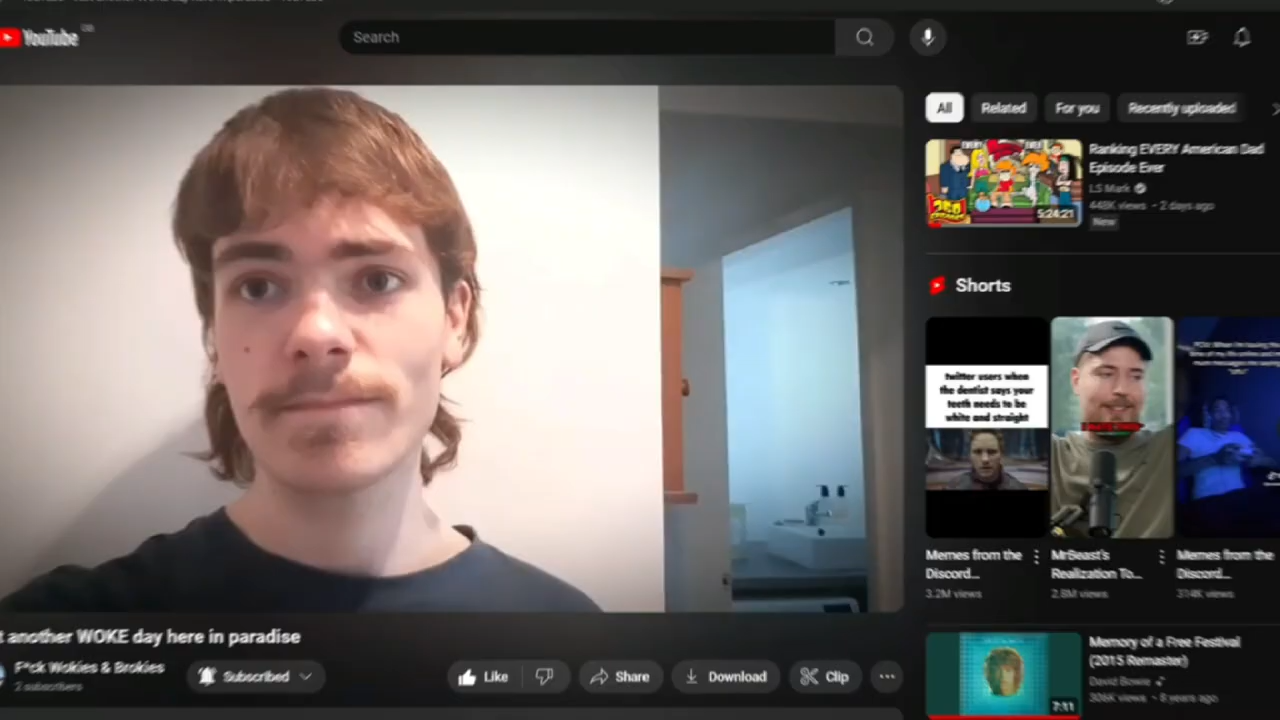 YouTube
Search
All
Related
For you
Recently uploaded
Ranking EVERY American Dad
Episode Ever
LS Mark
448K views • 2 days ago
New
5:24:21
Shorts
twitter users when
the dentist says your
teeth needs to be
white and straight
Memes from the
Discord...
3.2M views
MrBeast's
Realization To...
2.8M views
Memes from the
Discord...
314K views
another WOKE day here in paradise
F*ck Wokies & Brokies
2 subscribers
Subscribed
Like
Share
Download
Clip
Memory of a Free Festival
(2015 Remaster)
David Bowie
306K views • 8 years ago
7:11